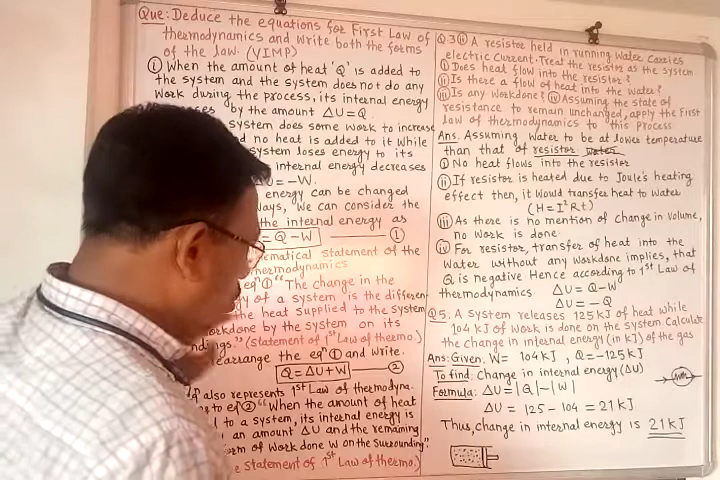 Que: Deduce the equations for First Law of
thermodynamics and write both the forms
of the law. (VIMP)
① When the amount of heat 'Q' is added to
the system and the system does not do any
work during the process, its internal energy
by the amount ΔU = Q.
system does some work to increase
no heat is added to it while
system loses energy to its
internal energy decreases
= -W.
energy can be changed
"We can consider the
the internal energy as
= Q - W ①
statement of the
thermodynamics
eqⁿ ① "The change in the
of a system is the differen-
the heat supplied to the system
workdone by the system on its
" (Statement of 1st Law of thermo.)
rearrange the eqⁿ ① and write.
Q = ΔU + W ②
also represents 1st Law of thermodyna.
to eqⁿ ② "When the amount of heat
to a system, its internal energy is
an amount ΔU and the remaining
of work done W on the Surrounding".
statement of 1st Law of thermo.)
Q.3 ii) A resistor held in running water carries
electric Current. Treat the resistor as the system
① Does heat flow into the resistor?
ii) Is there a flow of heat into the water?
iii) Is any work done? iv) Assuming the state of
resistance to remain unchanged, apply the First
law of thermodynamics to this process
Ans. Assuming water to be at lower temperature
than that of resistor. water
① No heat flows into the resistor
ii) If resistor is heated due to Joule's heating
effect then, it would transfer heat to water
(H = I²Rt)
iii) As there is no mention of change in volume,
no work is done.
iv) For resistor, transfer of heat into the
water without any workdone implies, that
Q is negative. Hence according to 1st Law of
thermodynamics. ΔU = Q-W
ΔU = -Q
Q.5: A system releases 125 kJ of heat while
104 kJ of work is done on the system. Calculate
the change in internal energy (in kJ) of the gas
Ans: Given: W = 104 kJ, Q = -125 kJ
To find: Change in internal energy (ΔU)
Formula: ΔU = |Q| - |W|
ΔU = 125 - 104 = 21 kJ
Thus, change in internal energy is 21 kJ